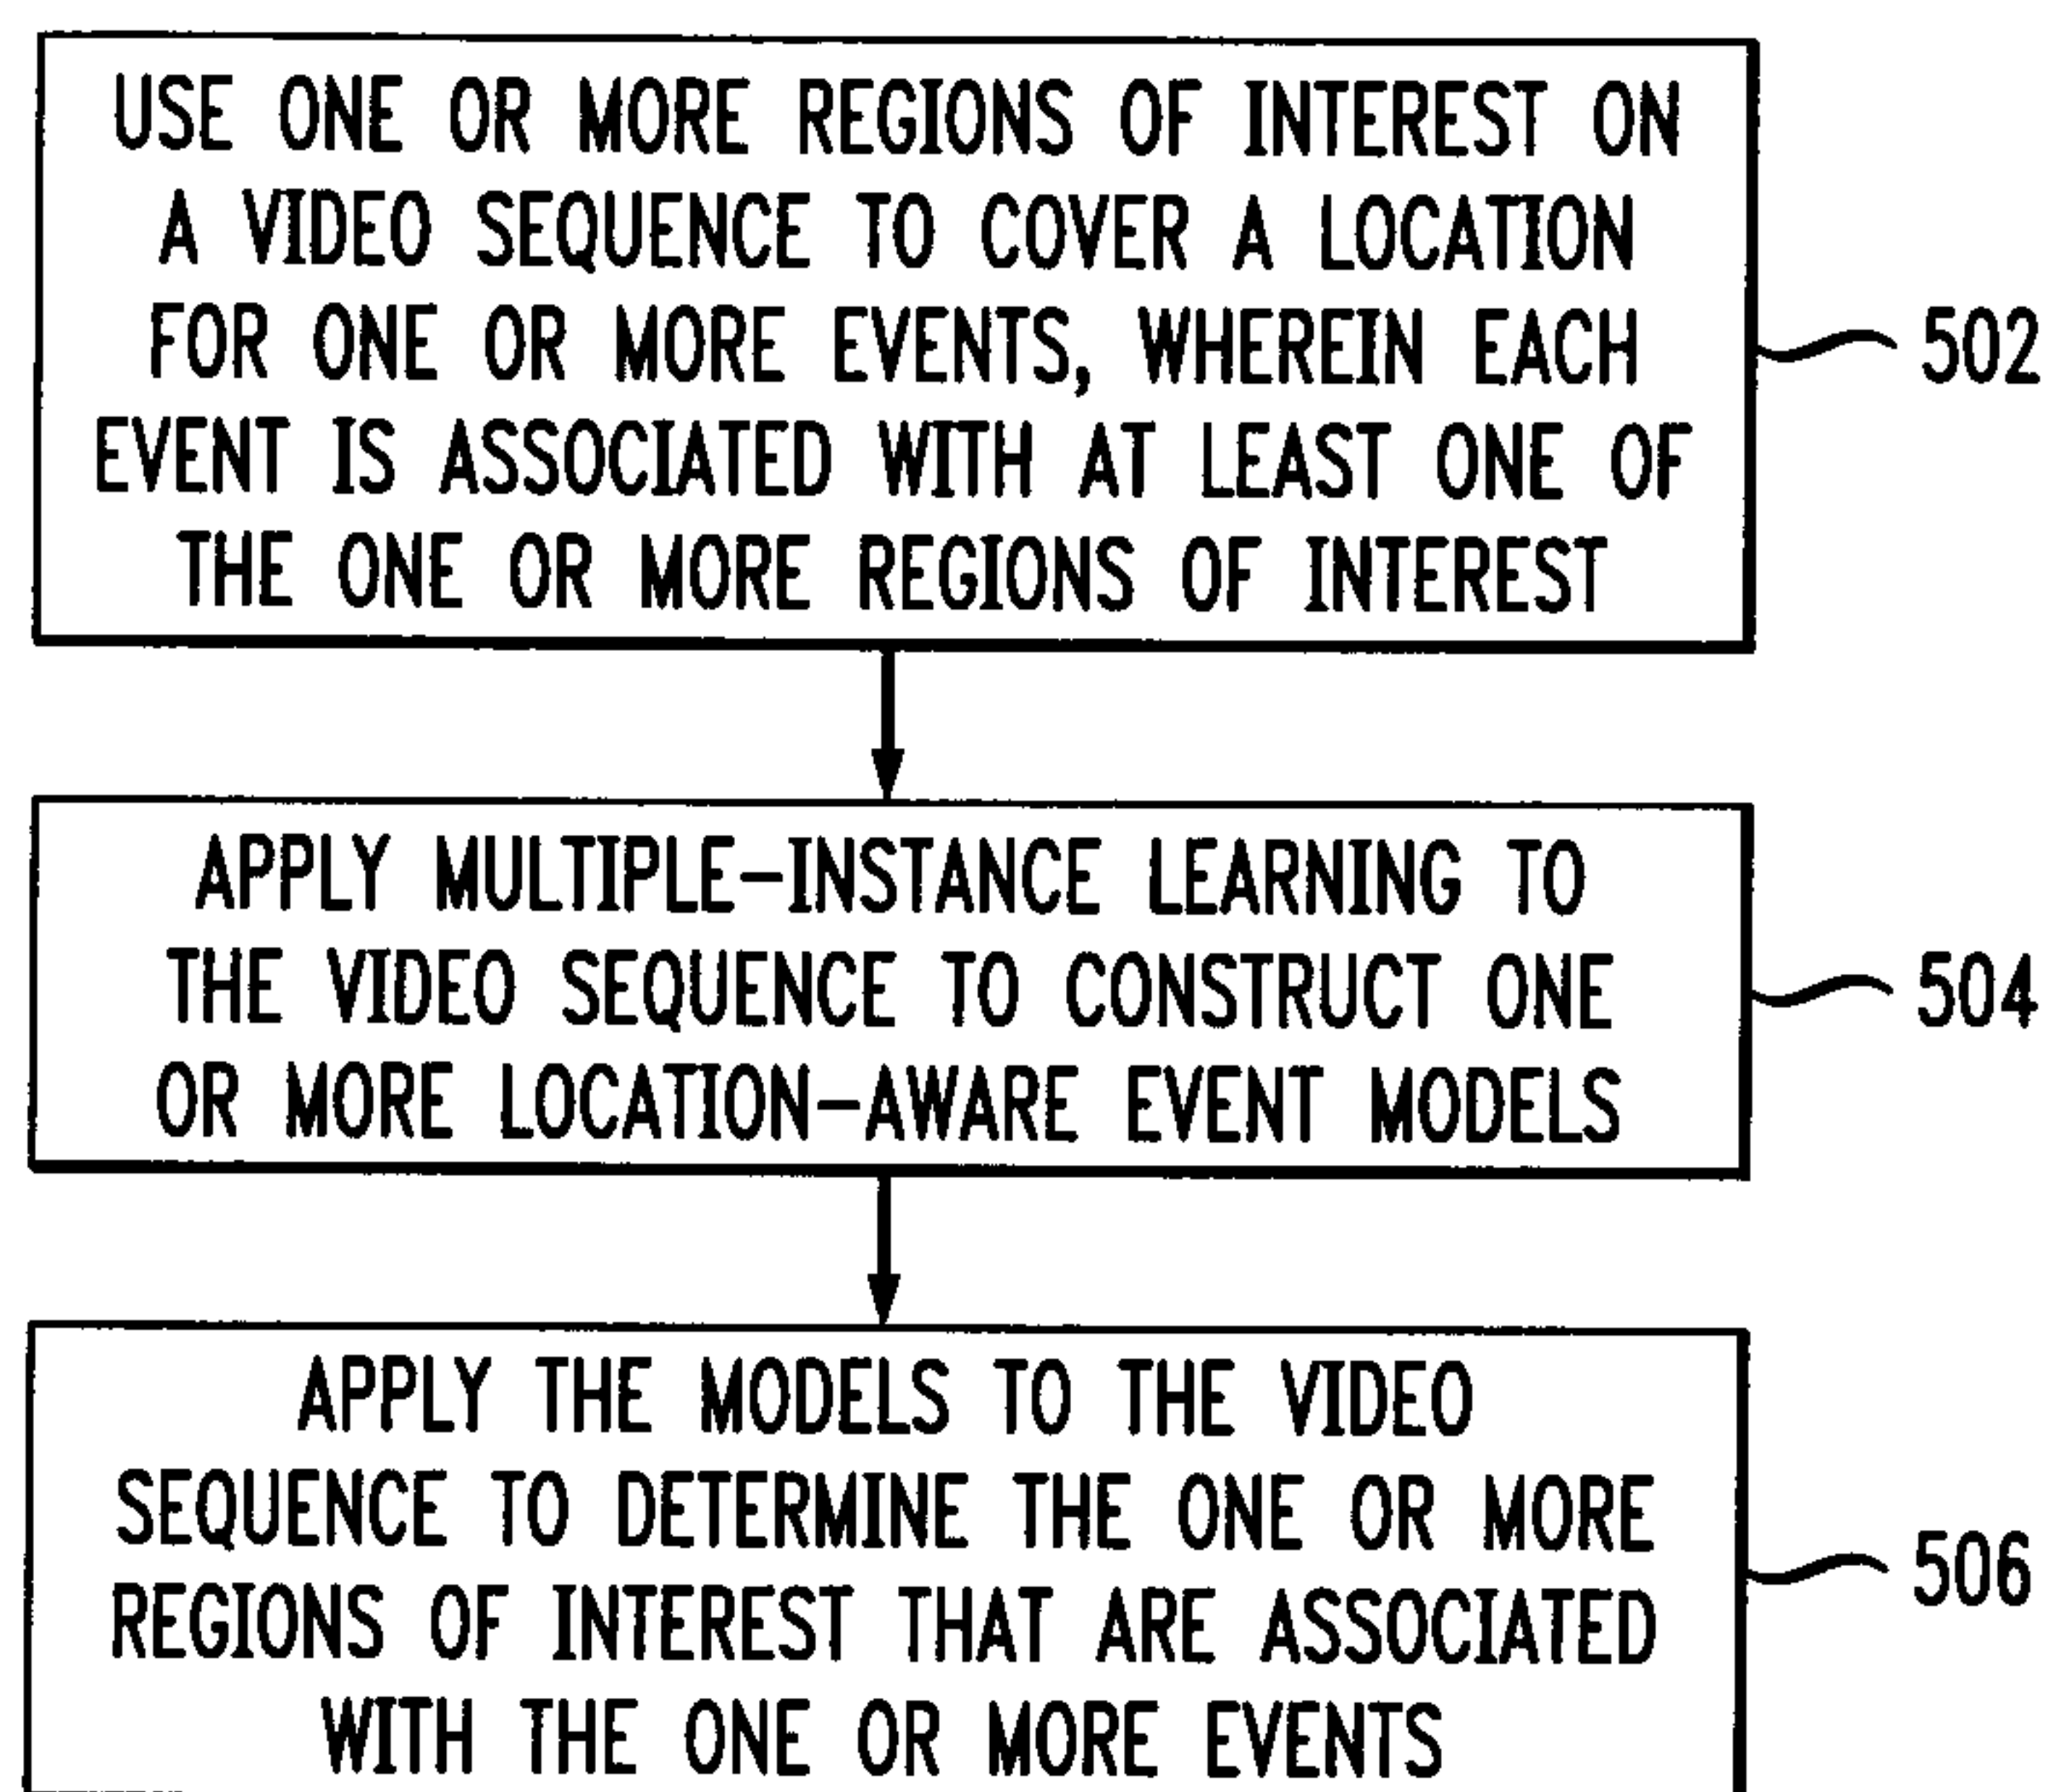 USE ONE OR MORE REGIONS OF INTEREST ON
A VIDEO SEQUENCE TO COVER A LOCATION
FOR ONE OR MORE EVENTS, WHEREIN EACH
EVENT IS ASSOCIATED WITH AT LEAST ONE OF
THE ONE OR MORE REGIONS OF INTEREST
502
APPLY MULTIPLE-INSTANCE LEARNING TO
THE VIDEO SEQUENCE TO CONSTRUCT ONE
OR MORE LOCATION-AWARE EVENT MODELS
504
APPLY THE MODELS TO THE VIDEO
SEQUENCE TO DETERMINE THE ONE OR MORE
REGIONS OF INTEREST THAT ARE ASSOCIATED
WITH THE ONE OR MORE EVENTS
506